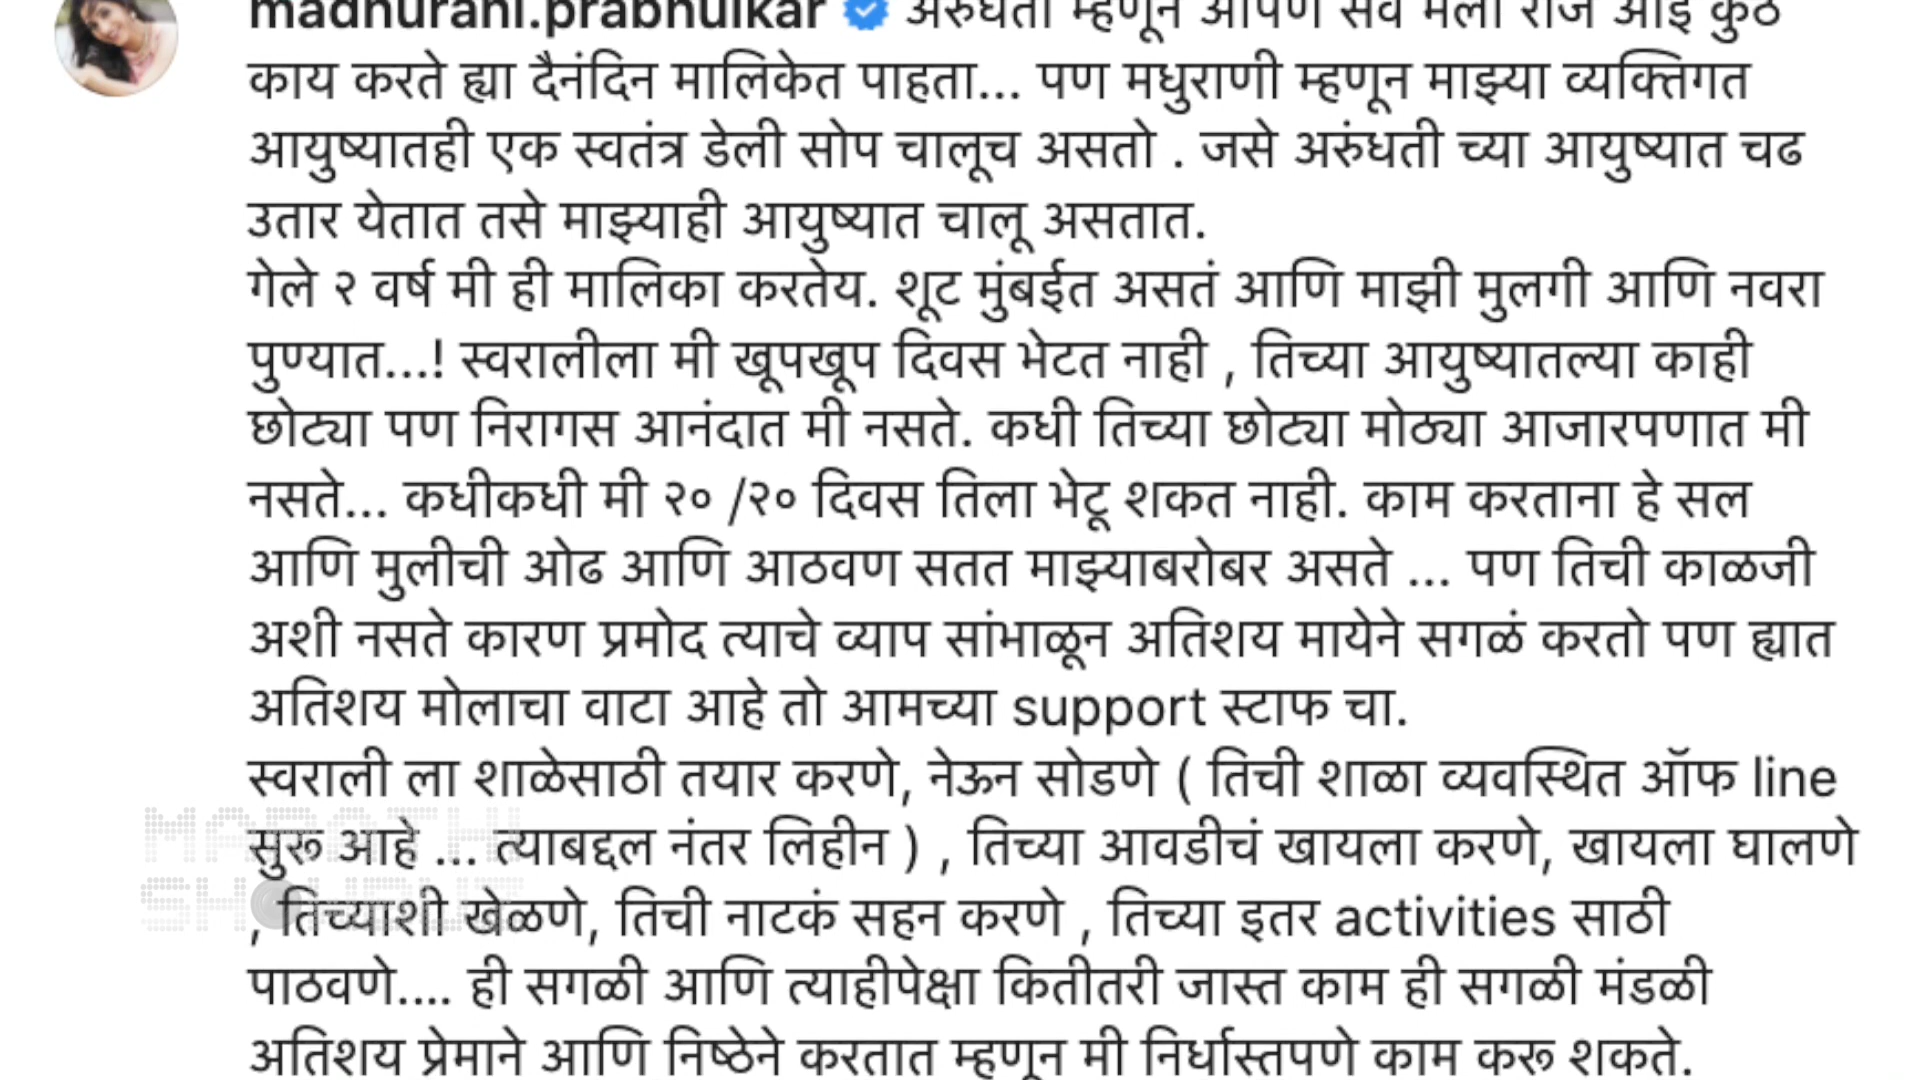 madhurani.prabhulkar अरुंधती म्हणून आपण सर्व मला रोज आई कुठे
काय करते ह्या दैनंदिन मालिकेत पाहता... पण मधुराणी म्हणून माझ्या व्यक्तिगत
आयुष्यातही एक स्वतंत्र डेली सोप चालूच असतो . जसे अरुंधती च्या आयुष्यात चढ
उतार येतात तसे माझ्याही आयुष्यात चालू असतात.
गेले २ वर्ष मी ही मालिका करतेय. शूट मुंबईत असतं आणि माझी मुलगी आणि नवरा
पुण्यात...! स्वरालीला मी खूपखूप दिवस भेटत नाही , तिच्या आयुष्यातल्या काही
छोट्या पण निरागस आनंदात मी नसते. कधी तिच्या छोट्या मोठ्या आजारपणात मी
नसते... कधीकधी मी २० /२० दिवस तिला भेटू शकत नाही. काम करताना हे सल
आणि मुलीची ओढ आणि आठवण सतत माझ्याबरोबर असते ... पण तिची काळजी
अशी नसते कारण प्रमोद त्याचे व्याप सांभाळून अतिशय मायेने सगळं करतो पण ह्यात
अतिशय मोलाचा वाटा आहे तो आमच्या support स्टाफ चा.
स्वराली ला शाळेसाठी तयार करणे, नेऊन सोडणे ( तिची शाळा व्यवस्थित ऑफ line
सुरू आहे ... त्याबद्दल नंतर लिहीन ) , तिच्या आवडीचं खायला करणे, खायला घालणे
, तिच्याशी खेळणे, तिची नाटकं सहन करणे , तिच्या इतर activities साठी
पाठवणे.... ही सगळी आणि त्याहीपेक्षा कितीतरी जास्त काम ही सगळी मंडळी
अतिशय प्रेमाने आणि निष्ठेने करतात म्हणून मी निर्धास्तपणे काम करू शकते.
MARATHI
SHOWBUZ